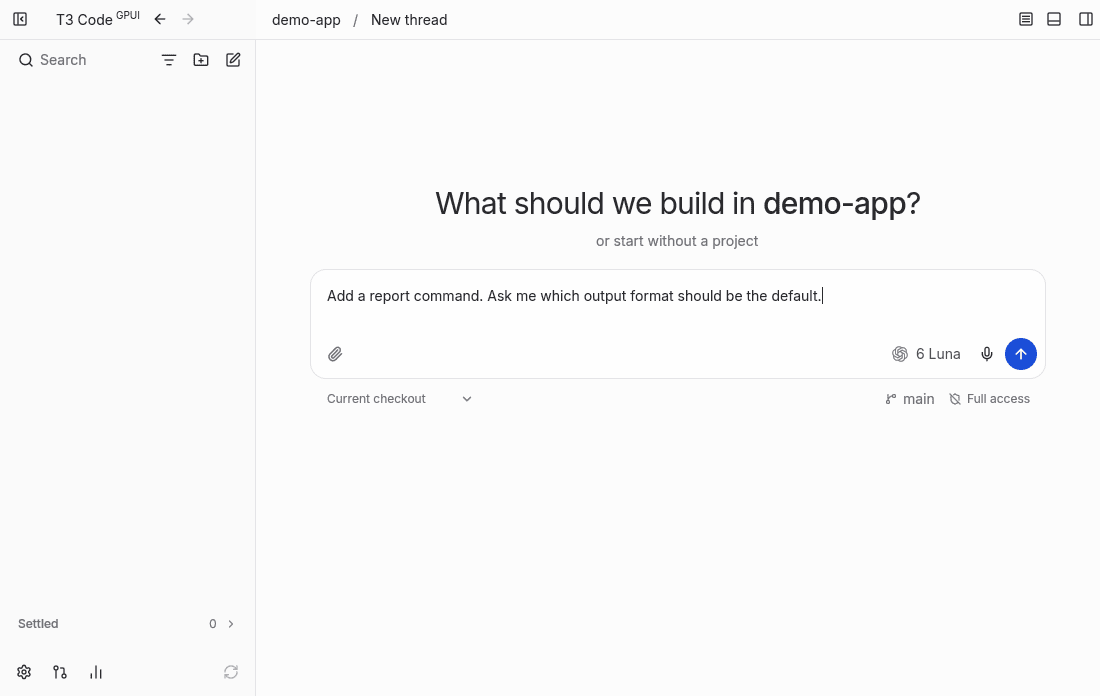 T3 Code GPUI
demo-app / New thread
Search
What should we build in demo-app?
or start without a project
Add a report command. Ask me which output format should be the default.
6 Luna
Current checkout
main
Full access
Settled 0